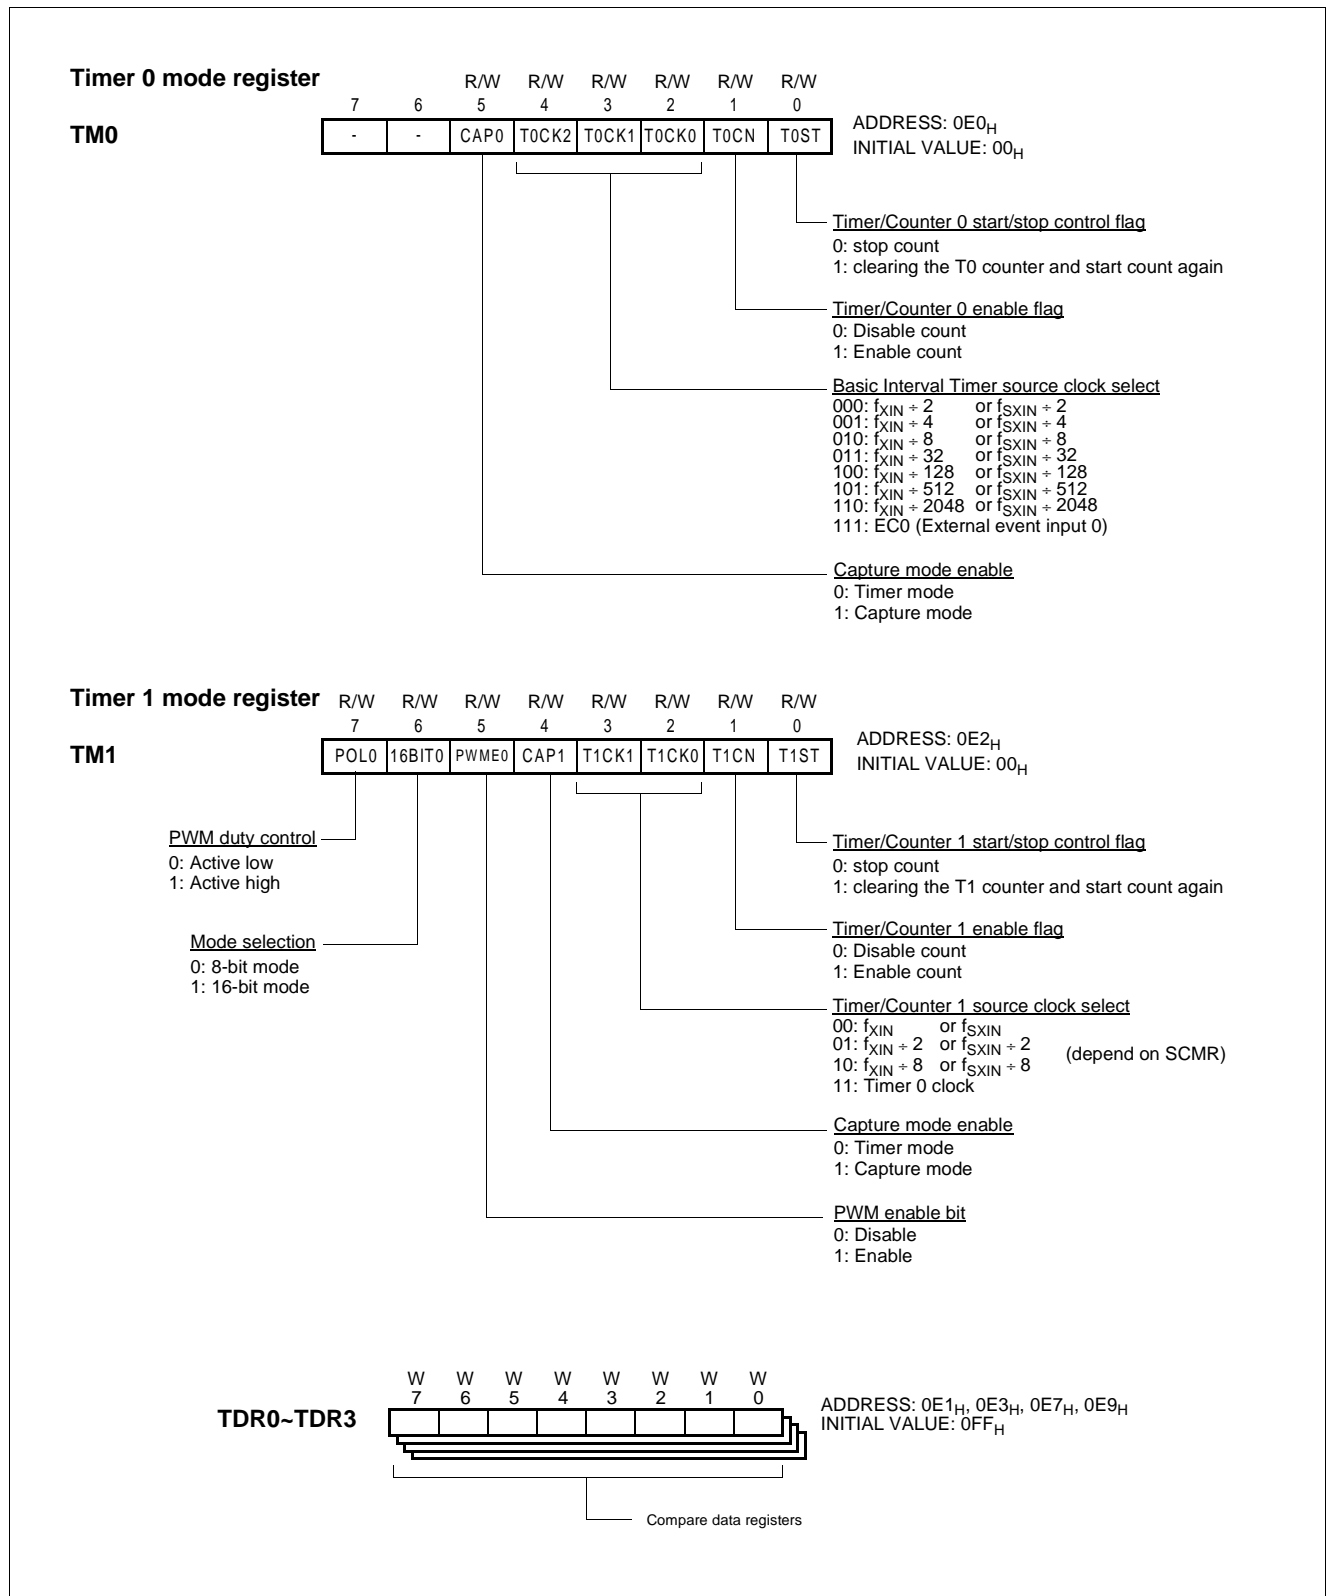 Timer 0 mode register
R/W R/W R/W R/W R/W R/W
7 6 5 4 3 2 1 0
TM0
- - CAP0 T0CK2 T0CK1 T0CK0 T0CN T0ST
ADDRESS: 0E0H
INITIAL VALUE: 00H
Timer/Counter 0 start/stop control flag
0: stop count
1: clearing the T0 counter and start count again
Timer/Counter 0 enable flag
0: Disable count
1: Enable count
Basic Interval Timer source clock select
000: fXIN ÷ 2 or fSXIN ÷ 2
001: fXIN ÷ 4 or fSXIN ÷ 4
010: fXIN ÷ 8 or fSXIN ÷ 8
011: fXIN ÷ 32 or fSXIN ÷ 32
100: fXIN ÷ 128 or fSXIN ÷ 128
101: fXIN ÷ 512 or fSXIN ÷ 512
110: fXIN ÷ 2048 or fSXIN ÷ 2048
111: EC0 (External event input 0)
Capture mode enable
0: Timer mode
1: Capture mode
Timer 1 mode register
R/W R/W R/W R/W R/W R/W R/W R/W
7 6 5 4 3 2 1 0
TM1
POL0 16BIT0 PWME0 CAP1 T1CK1 T1CK0 T1CN T1ST
ADDRESS: 0E2H
INITIAL VALUE: 00H
PWM duty control
0: Active low
1: Active high
Mode selection
0: 8-bit mode
1: 16-bit mode
Timer/Counter 1 start/stop control flag
0: stop count
1: clearing the T1 counter and start count again
Timer/Counter 1 enable flag
0: Disable count
1: Enable count
Timer/Counter 1 source clock select
00: fXIN or fSXIN
01: fXIN ÷ 2 or fSXIN ÷ 2
10: fXIN ÷ 8 or fSXIN ÷ 8
(depend on SCMR)
11: Timer 0 clock
Capture mode enable
0: Timer mode
1: Capture mode
PWM enable bit
0: Disable
1: Enable
W W W W W W W W
7 6 5 4 3 2 1 0
TDR0~TDR3
ADDRESS: 0E1H, 0E3H, 0E7H, 0E9H
INITIAL VALUE: 0FFH
Compare data registers